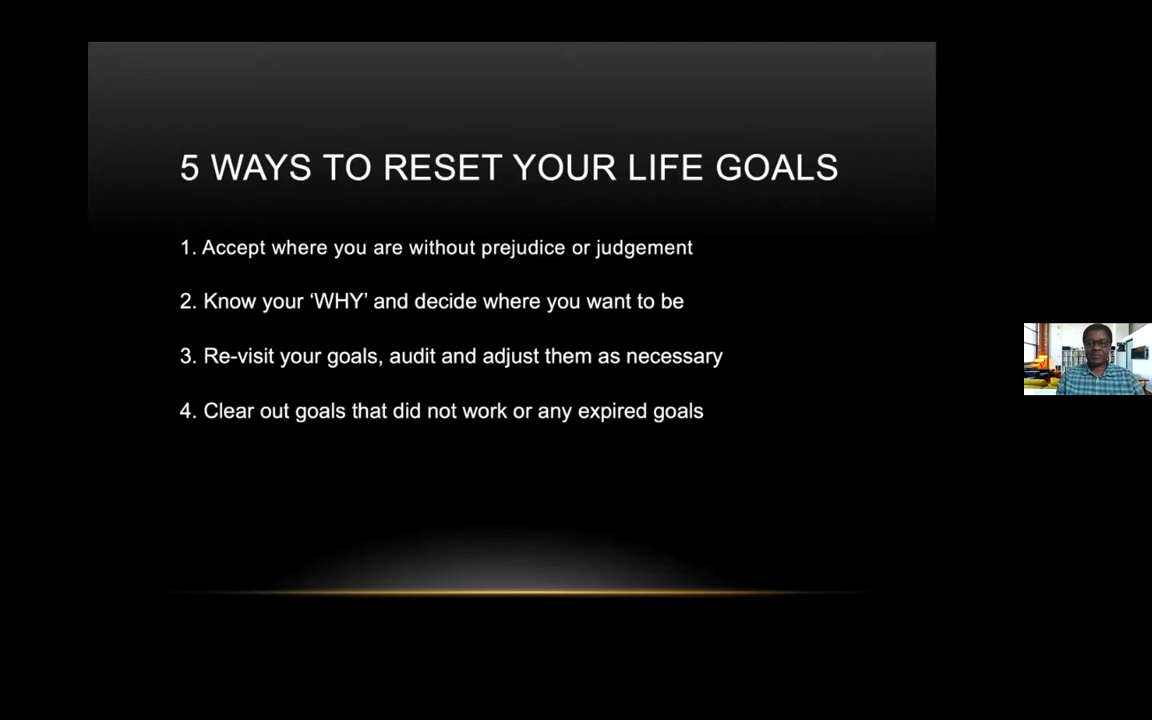 5 WAYS TO RESET YOUR LIFE GOALS
1. Accept where you are without prejudice or judgement
2. Know your ‘WHY’ and decide where you want to be
3. Re-visit your goals, audit and adjust them as necessary
4. Clear out goals that did not work or any expired goals